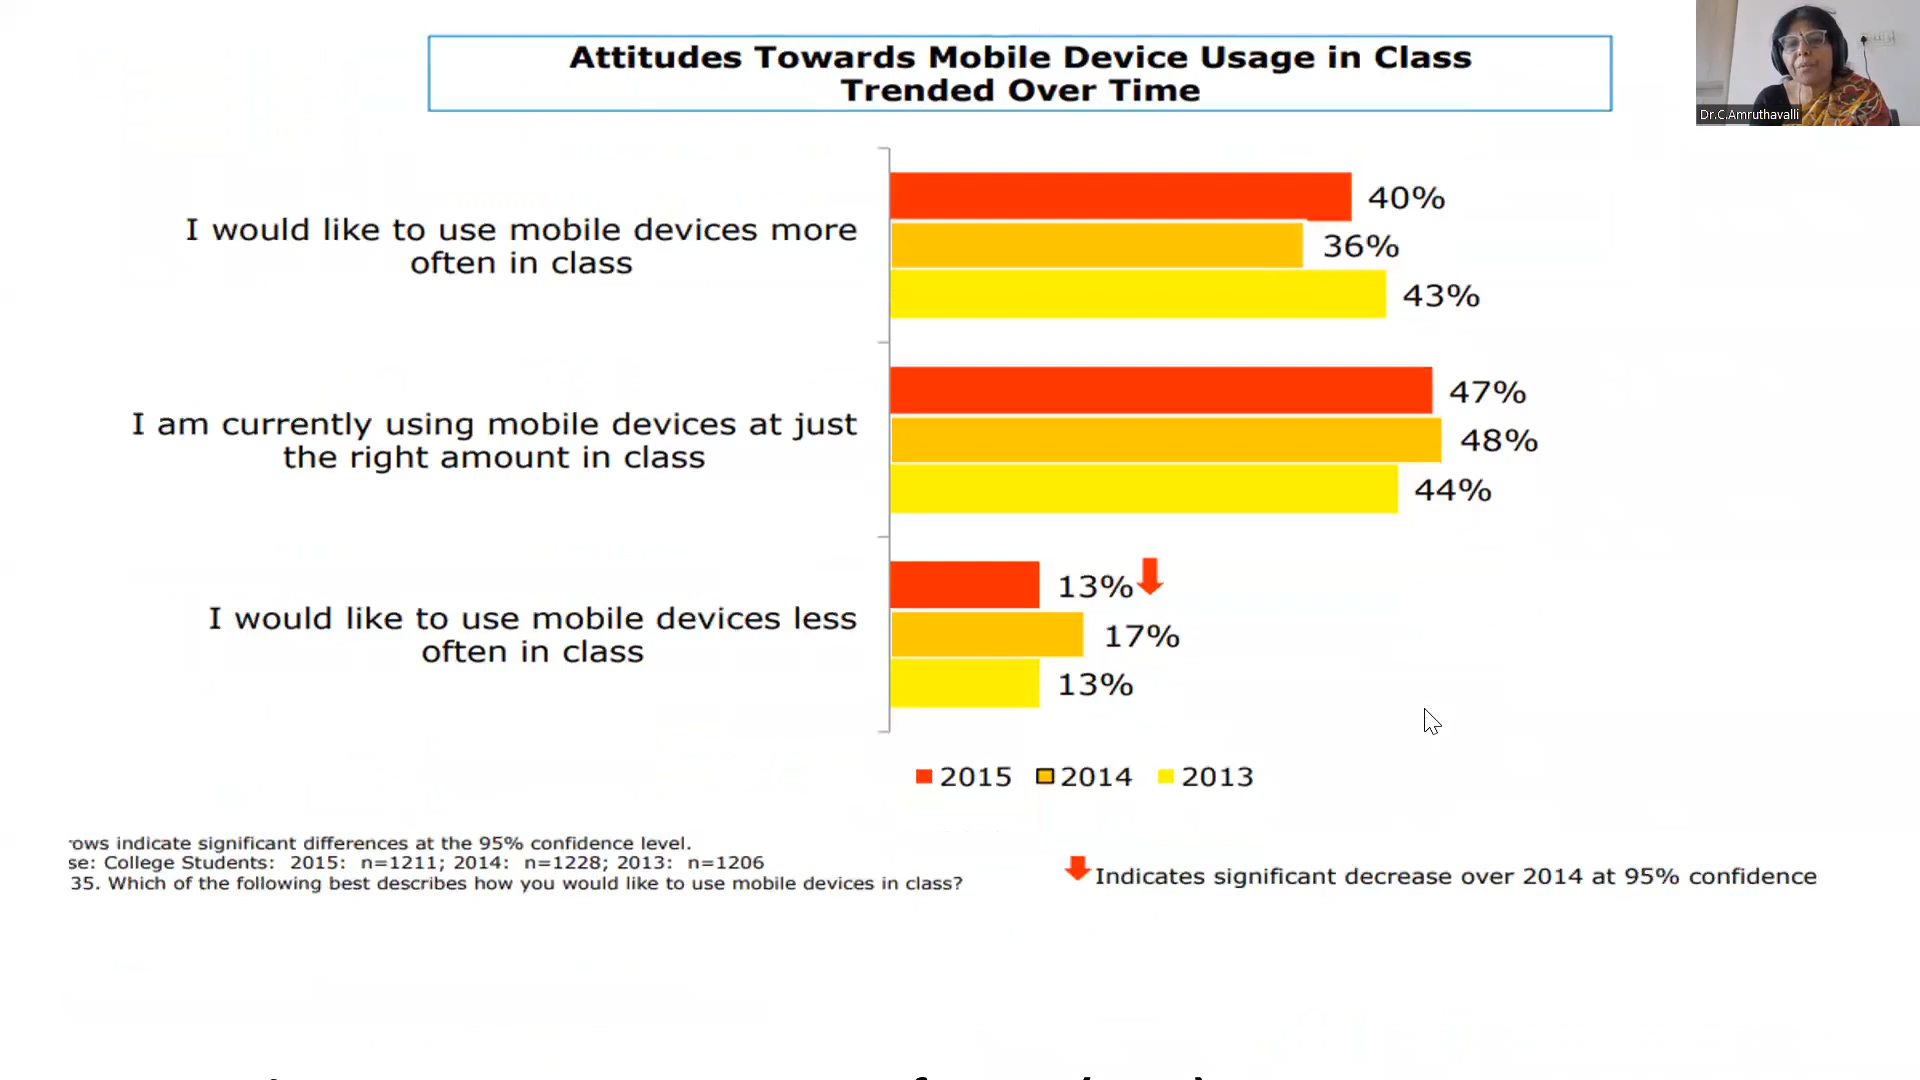 Attitudes Towards Mobile Device Usage in Class
Trended Over Time
Dr.C.Amruthavalli
I would like to use mobile devices more
often in class
40%
36%
43%
I am currently using mobile devices at just
the right amount in class
47%
48%
44%
I would like to use mobile devices less
often in class
13%
17%
13%
2015 2014 2013
rows indicate significant differences at the 95% confidence level.
se: College Students: 2015: n=1211; 2014: n=1228; 2013: n=1206
35. Which of the following best describes how you would like to use mobile devices in class?
Indicates significant decrease over 2014 at 95% confidence